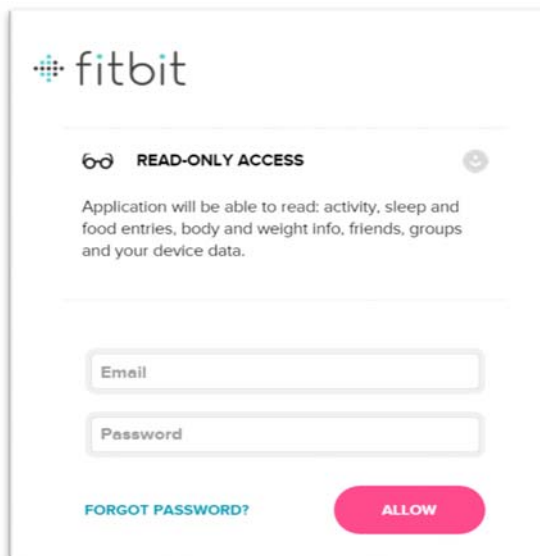 fitbit
READ-ONLY ACCESS
Application will be able to read: activity, sleep and
food entries, body and weight info, friends, groups
and your device data.
Email
Password
FORGOT PASSWORD?
ALLOW